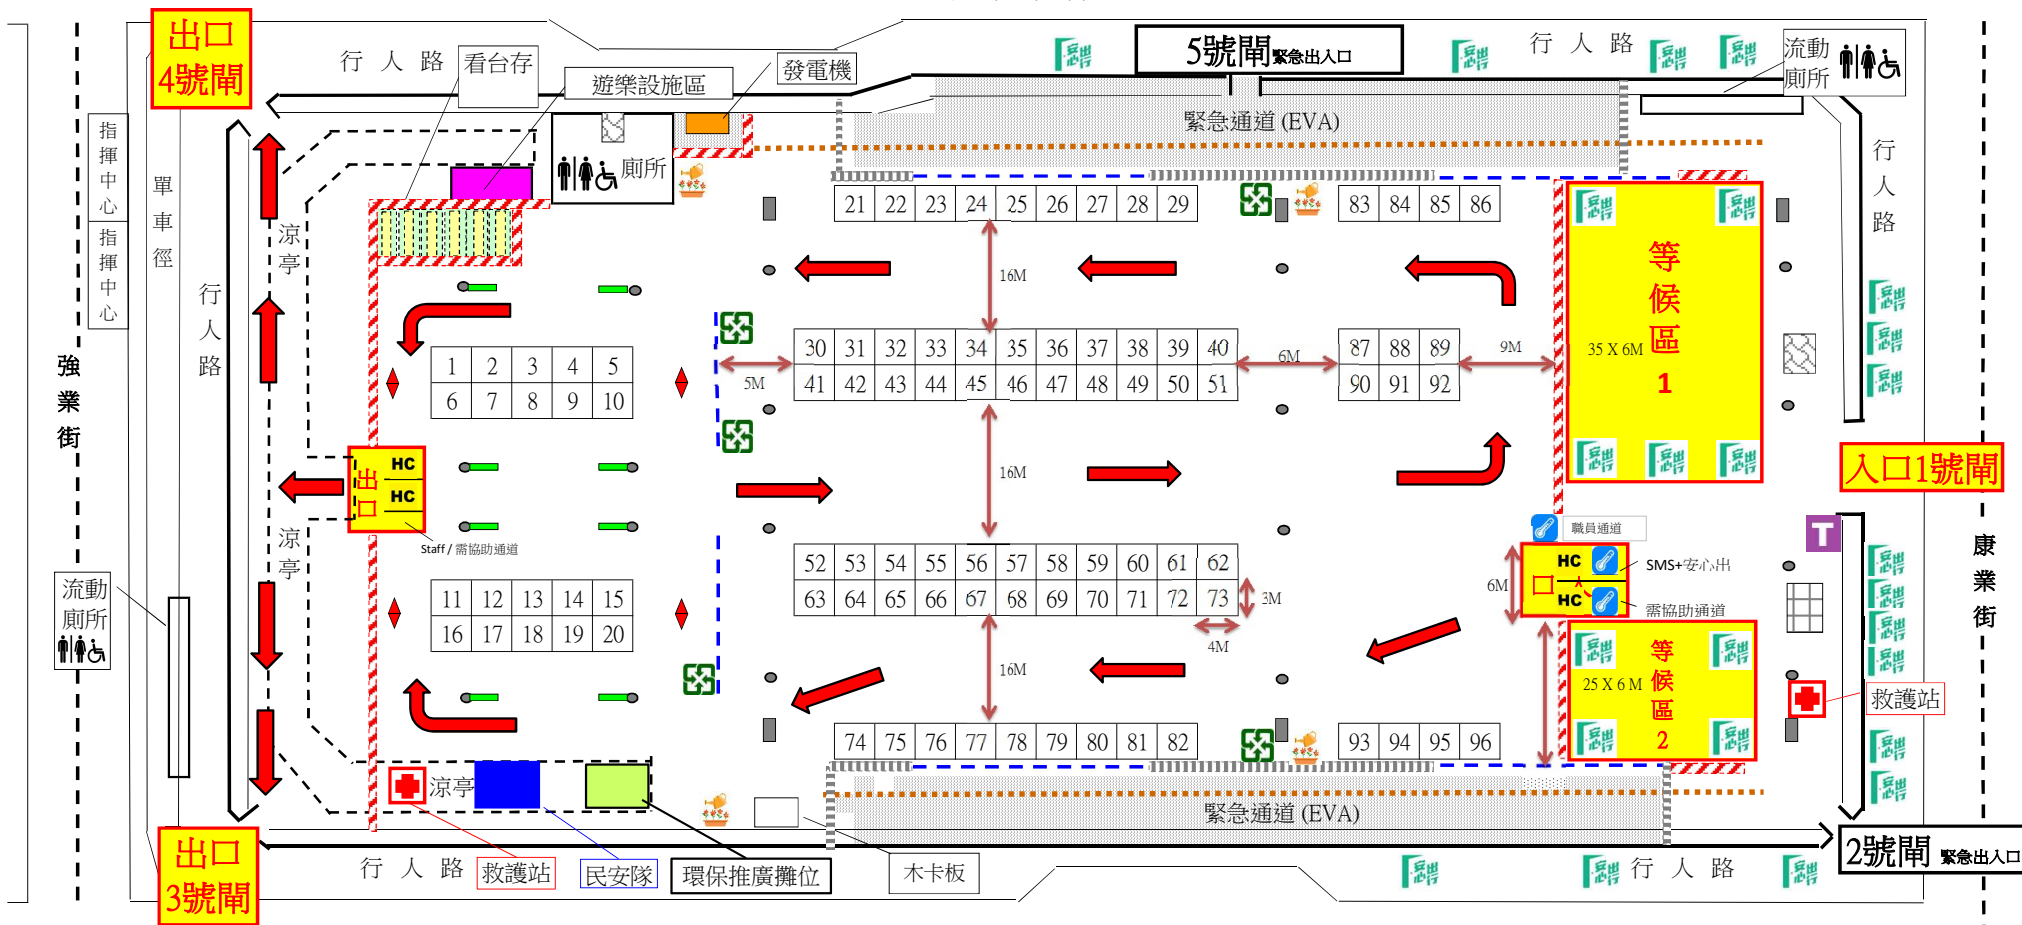 出口
4號閘
行人路
看台存
遊樂設施區
發電機
5號閘 緊急出入口
行人路
流動
廁所
緊急通道 (EVA)
指揮中心
指揮中心
單車徑
行人路
涼亭
廁所
行人路
21 22 23 24 25 26 27 28 29
83 84 85 86
等候區
1
35 X 6M
16M
30 31 32 33 34 35 36 37 38 39 40
41 42 43 44 45 46 47 48 49 50 51
87 88 89
90 91 92
5M
6M
9M
1 2 3 4 5
6 7 8 9 10
強業街
出口
HC
HC
Staff / 需協助通道
16M
入口1號閘
職員通道
T
康業街
涼亭
流動
廁所
52 53 54 55 56 57 58 59 60 61 62
63 64 65 66 67 68 69 70 71 72 73
3M
4M
6M
入口
HC
HC
SMS+安心出
需協助通道
11 12 13 14 15
16 17 18 19 20
16M
等候區
2
25 X 6 M
救護站
74 75 76 77 78 79 80 81 82
93 94 95 96
涼亭
緊急通道 (EVA)
出口
3號閘
行人路
救護站
民安隊
環保推廣攤位
木卡板
行人路
2號閘 緊急出入口
安心出行